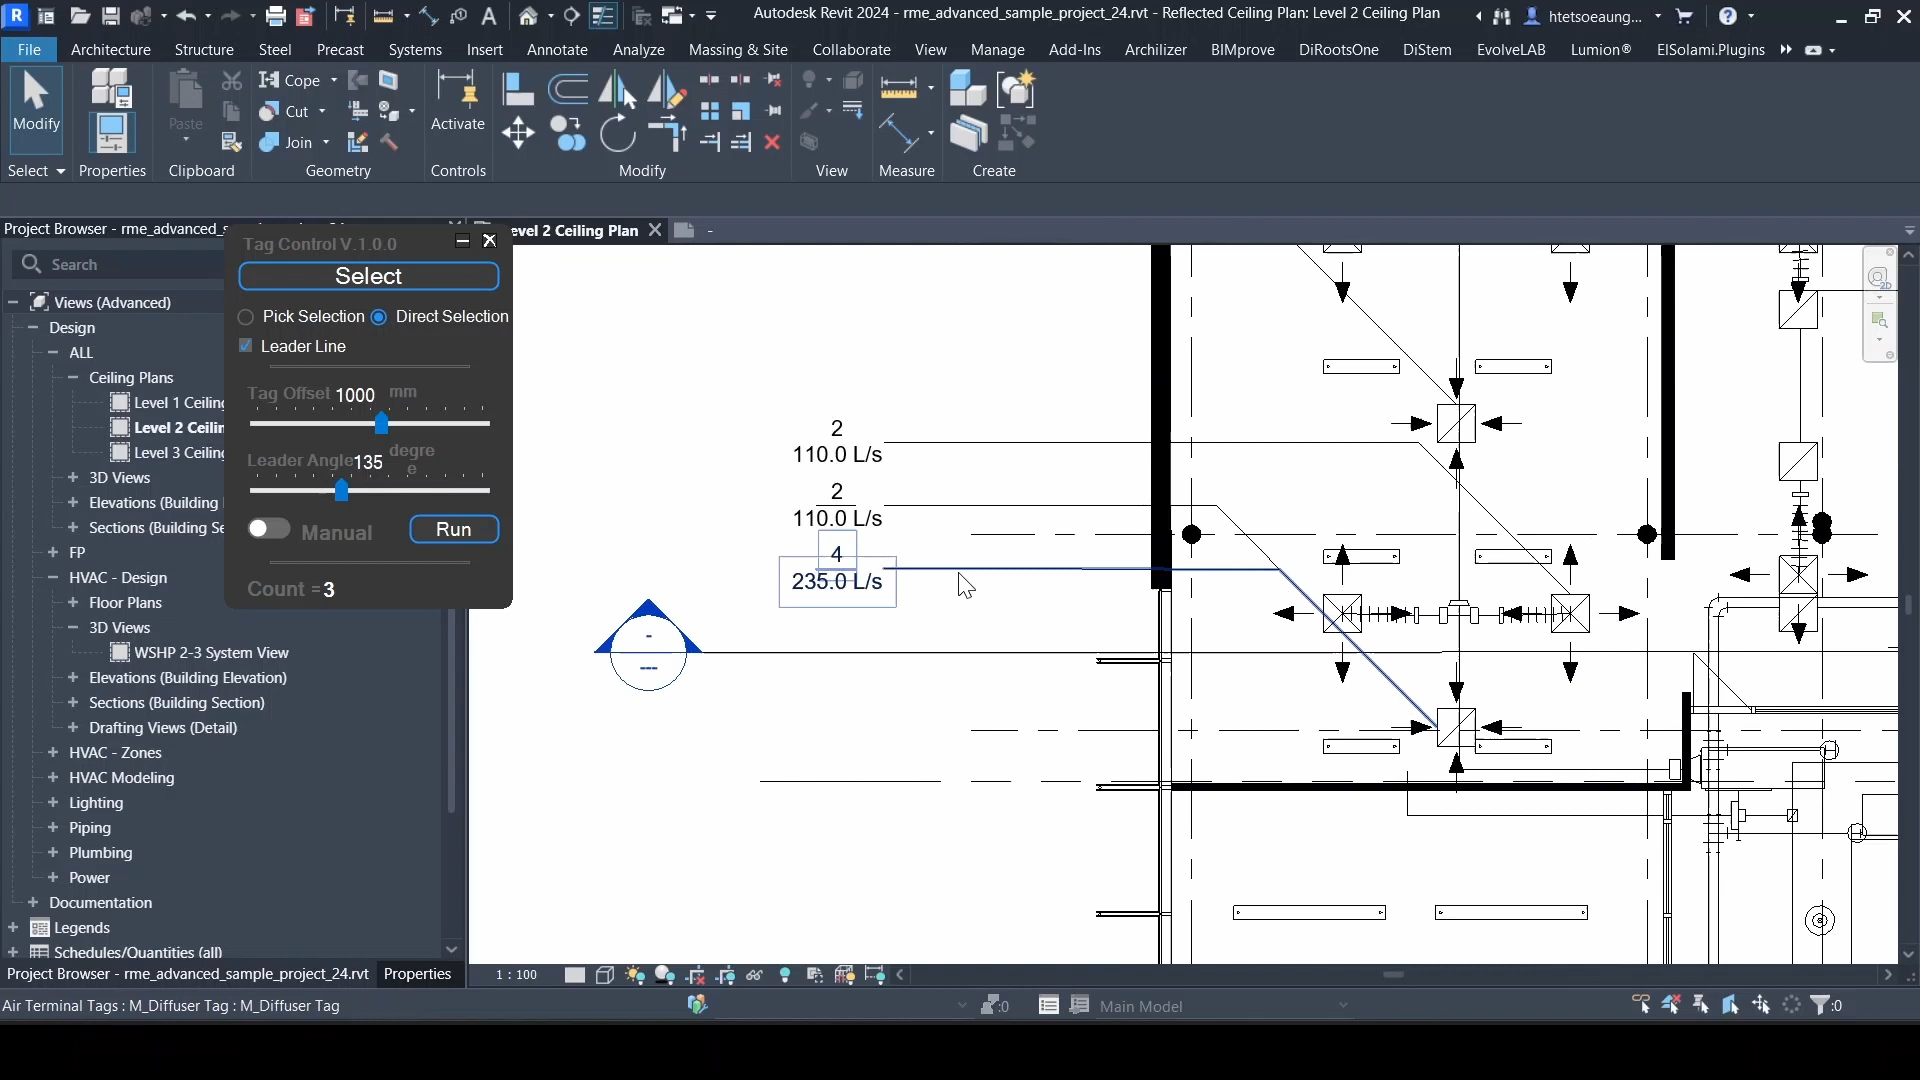 Autodesk Revit 2024 - rme_advanced_sample_project_24.rvt - Reflected Ceiling Plan: Level 2 Ceiling Plan
htetsoeaung...
File Architecture Structure Steel Precast Systems Insert Annotate Analyze Massing & Site Collaborate View Manage Add-Ins Archilizer BIMprove DiRootsOne DiStem EvolveLAB Lumion® ElSolami.Plugins
Modify
Paste
Cope
Cut
Join
Activate
Select Properties Clipboard Geometry Controls Modify View Measure Create
Project Browser - rme_advanced_s
evel 2 Ceiling Plan
Search
Views (Advanced)
Design
ALL
Ceiling Plans
Level 1 Ceiling
Level 2 Ceilin
Level 3 Ceiling
3D Views
Elevations (Building
Sections (Building Se
FP
HVAC - Design
Floor Plans
3D Views
WSHP 2-3 System View
Elevations (Building Elevation)
Sections (Building Section)
Drafting Views (Detail)
HVAC - Zones
HVAC Modeling
Lighting
Piping
Plumbing
Power
Documentation
Legends
Schedules/Quantities (all)
Project Browser - rme_advanced_sample_project_24.rvt Properties
Tag Control V.1.0.0
Select
Pick Selection Direct Selection
Leader Line
Tag Offset 1000 mm
Leader Angle 135 degre
e
Manual Run
Count = 3
2
110.0 L/s
2
110.0 L/s
4
235.0 L/s
-
---
2D
1 : 100
Air Terminal Tags : M_Diffuser Tag : M_Diffuser Tag
:0
Main Model
:0